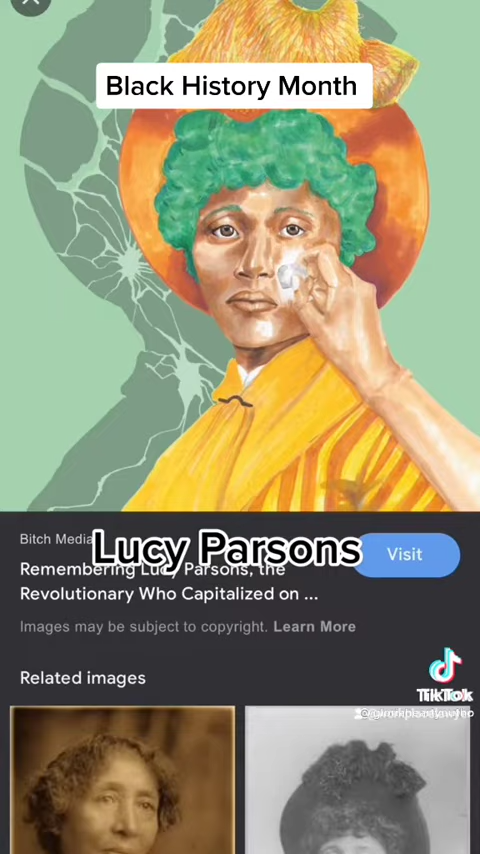 Black History Month
Bitch Media
Lucy Parsons
Visit
Remembering Lucy Parsons, the
Revolutionary Who Capitalized on ...
Images may be subject to copyright. Learn More
Related images
TikTok